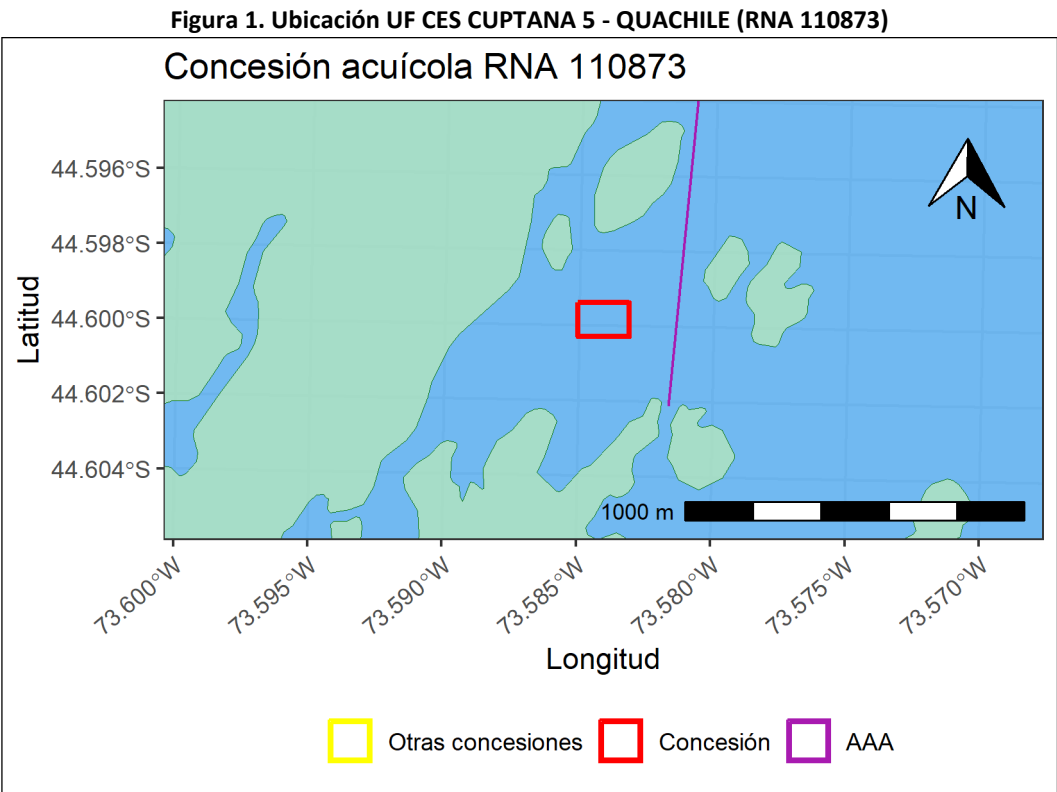 Figura 1. Ubicación UF CES CUPTANA 5 - QUACHILE (RNA 110873)
Concesión acuícola RNA 110873
N
44.596°S
44.598°S
44.600°S
44.602°S
44.604°S
Latitud
1000 m
73.600°W
73.595°W
73.590°W
73.585°W
73.580°W
73.575°W
73.570°W
Longitud
Otras concesiones
Concesión
AAA